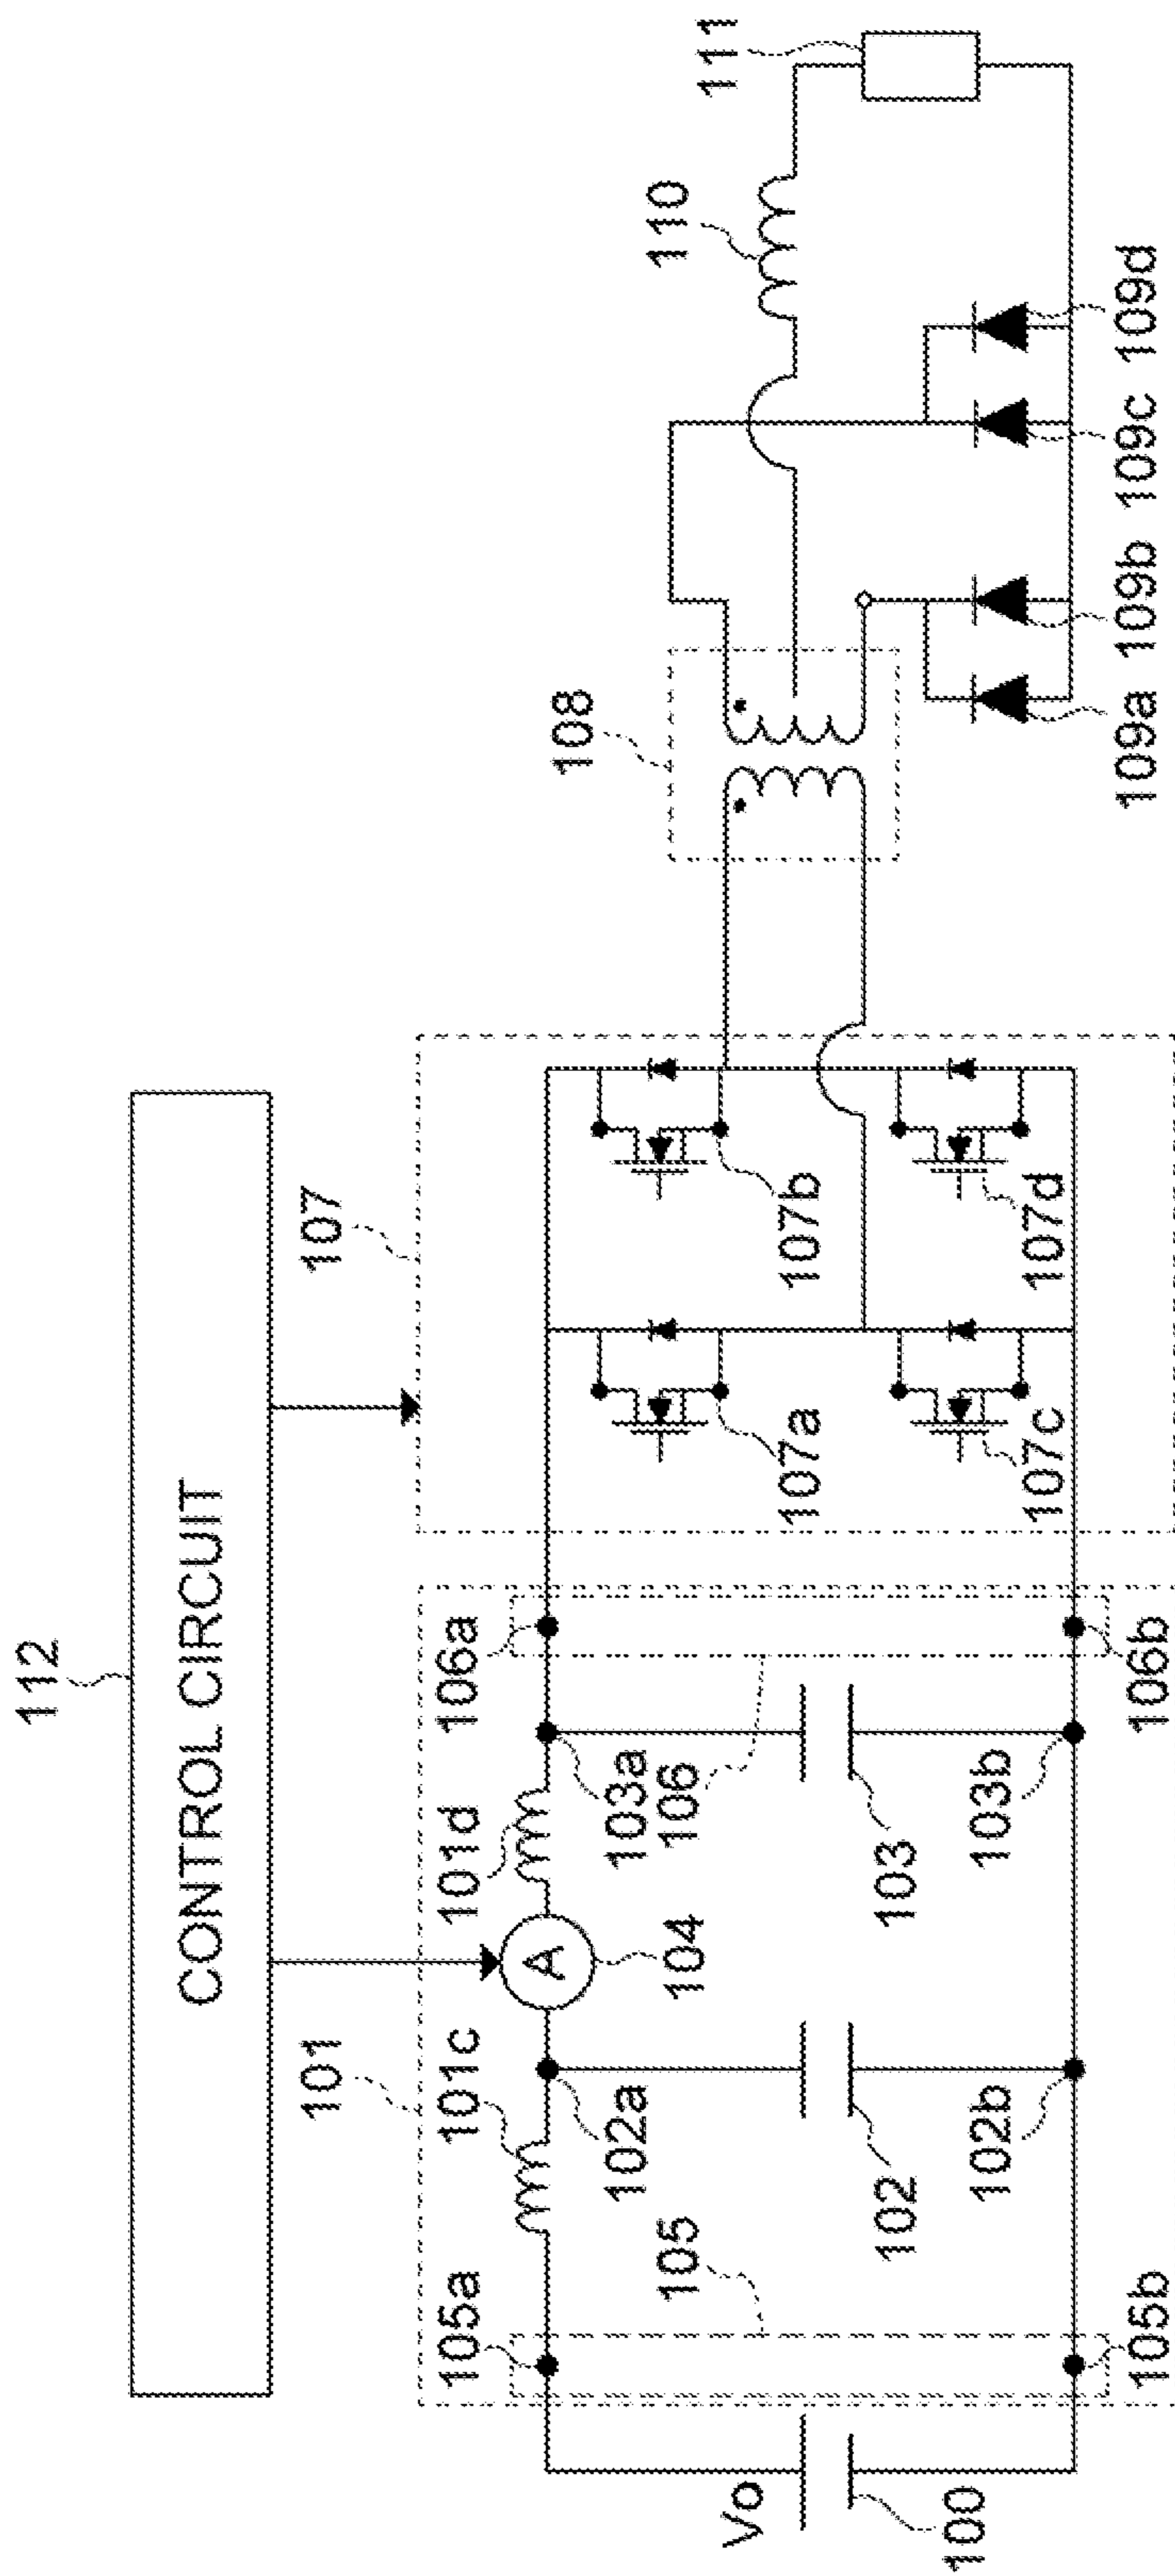 112
CONTROL CIRCUIT
101
107
105a
101c
101d
106a
A
104
102a
103a
106
105
Vo
100
102
103
102b
103b
105b
106b
107a
107b
107c
107d
108
110
111
109a
109b
109c
109d